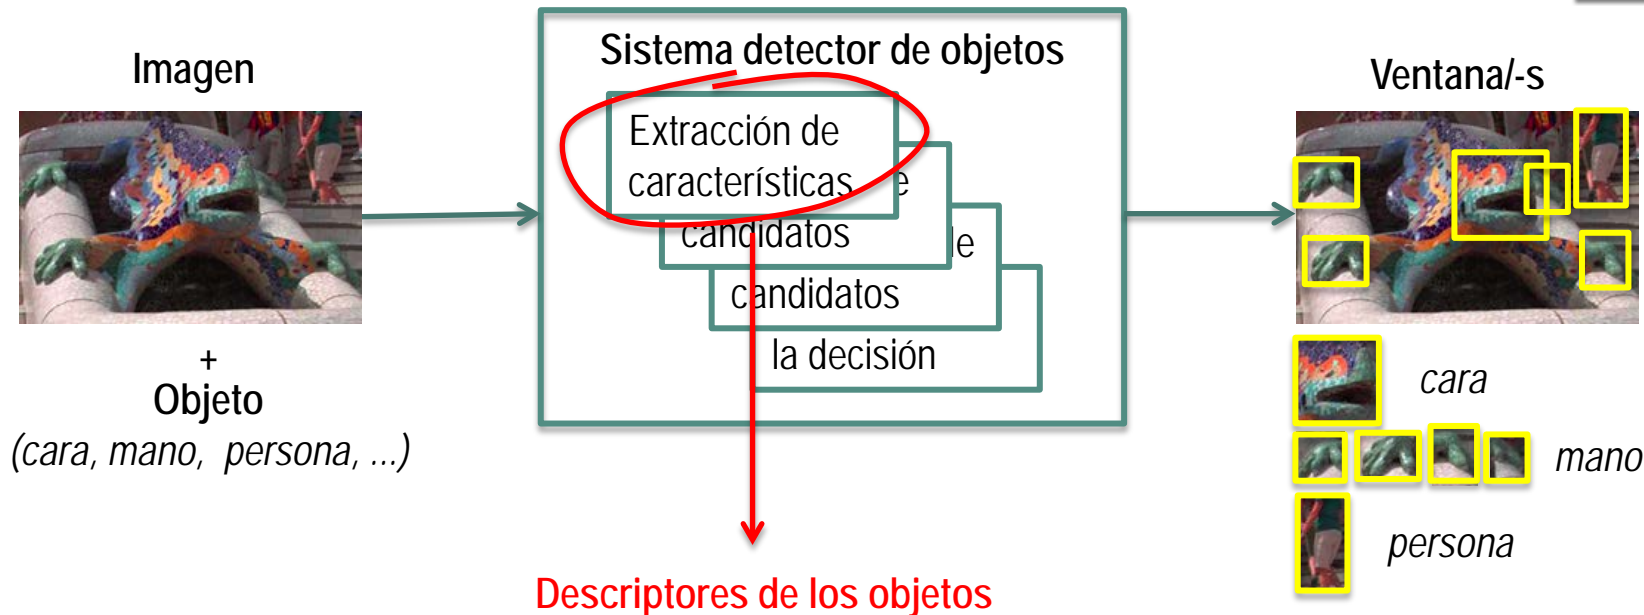 Imagen
+
Objeto
(cara, mano, persona, ...)
Sistema detector de objetos
Extracción de
características
e
candidatos
le
candidatos
la decisión
Descriptores de los objetos
Ventana/-s
cara
mano
persona